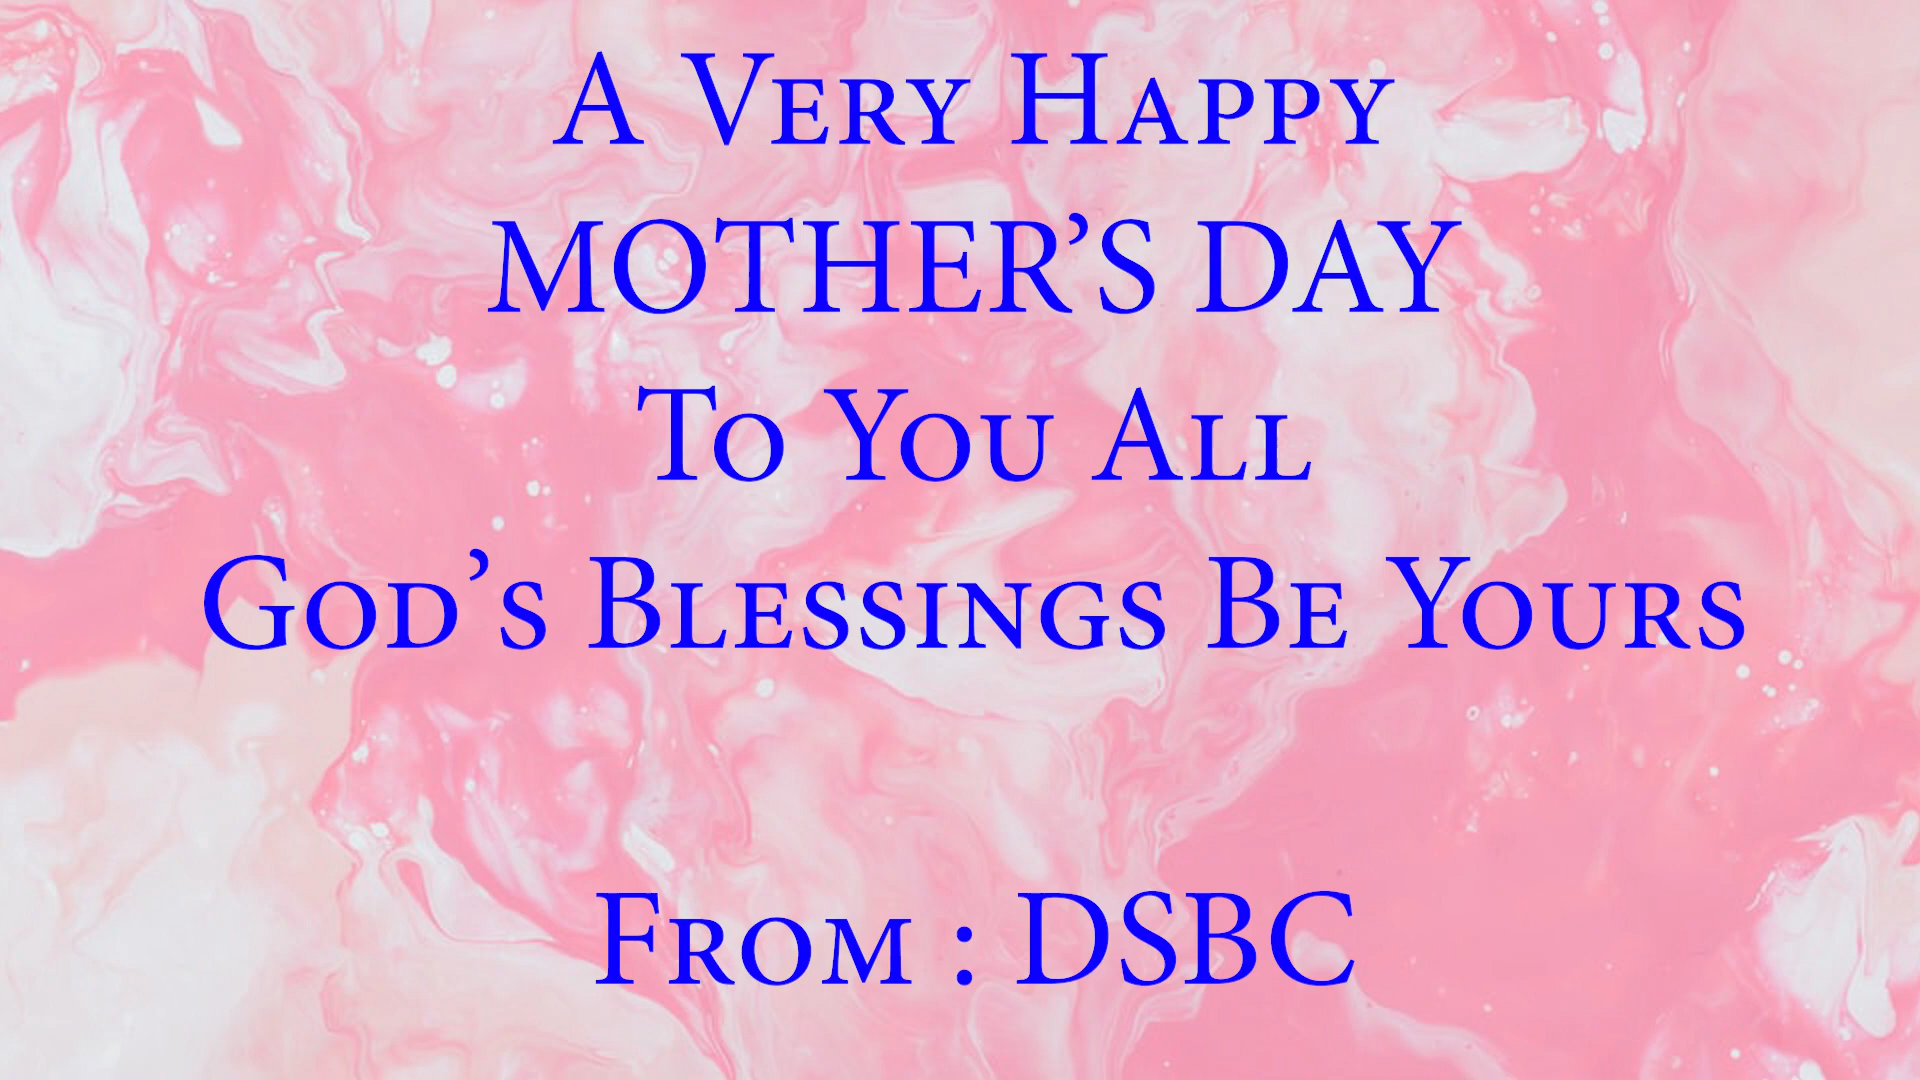 A Very Happy
MOTHER’S DAY
To You All
God’s Blessings Be Yours
From : DSBC